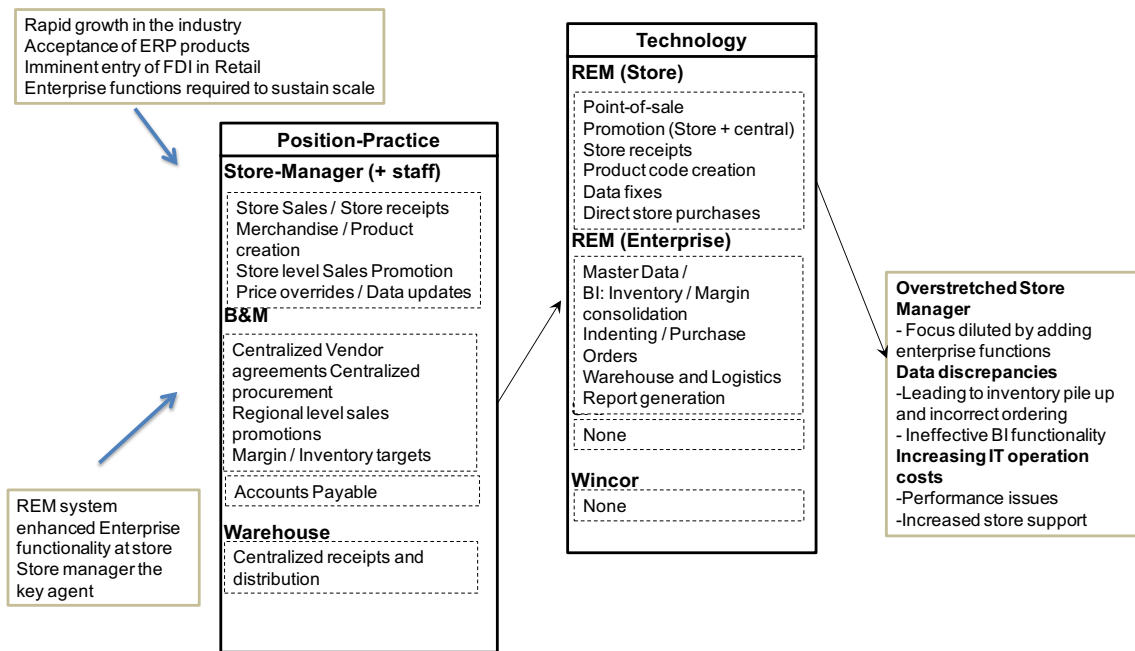 Rapid growth in the industry
Acceptance of ERP products
Imminent entry of FDI in Retail
Enterprise functions required to sustain scale
REM system
enhanced Enterprise
functionality at store
Store manager the
key agent
Position-Practice
Store-Manager (+ staff)
Store Sales / Store receipts
Merchandise / Product
creation
Store level Sales Promotion
Price overrides / Data updates
B&M
Centralized Vendor
agreements Centralized
procurement
Regional level sales
promotions
Margin / Inventory targets
Accounts Payable
Warehouse
Centralized receipts and
distribution
Technology
REM (Store)
Point-of-sale
Promotion (Store + central)
Store receipts
Product code creation
Data fixes
Direct store purchases
REM (Enterprise)
Master Data /
BI: Inventory / Margin
consolidation
Indenting / Purchase
Orders
Warehouse and Logistics
Report generation
None
Wincor
None
Overstretched Store
Manager
- Focus diluted by adding
enterprise functions
Data discrepancies
-Leading to inventory pile up
and incorrect ordering
- Ineffective BI functionality
Increasing IT operation
costs
-Performance issues
-Increased store support